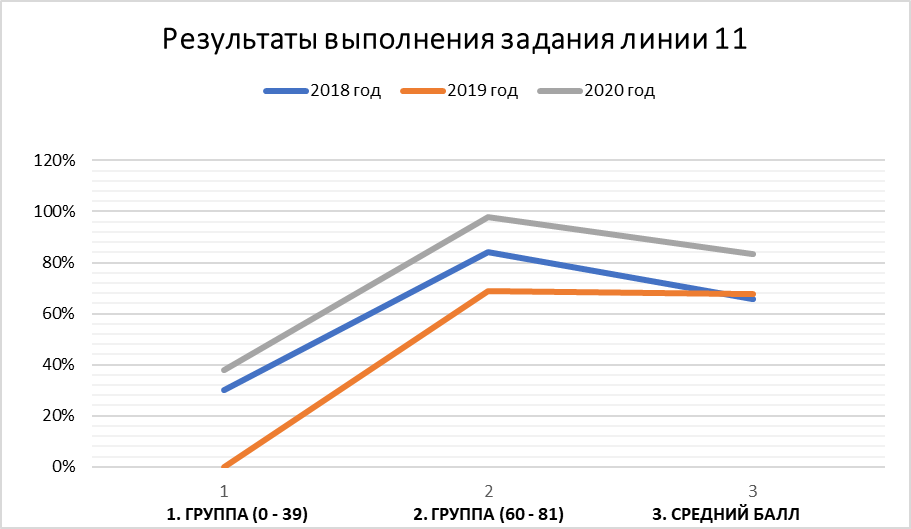 Результаты выполнения задания линии 11
2018 год 2019 год 2020 год
120%
100%
80%
60%
40%
20%
0%
1 2 3
1. ГРУППА (0 - 39) 2. ГРУППА (60 - 81) 3. СРЕДНИЙ БАЛЛ